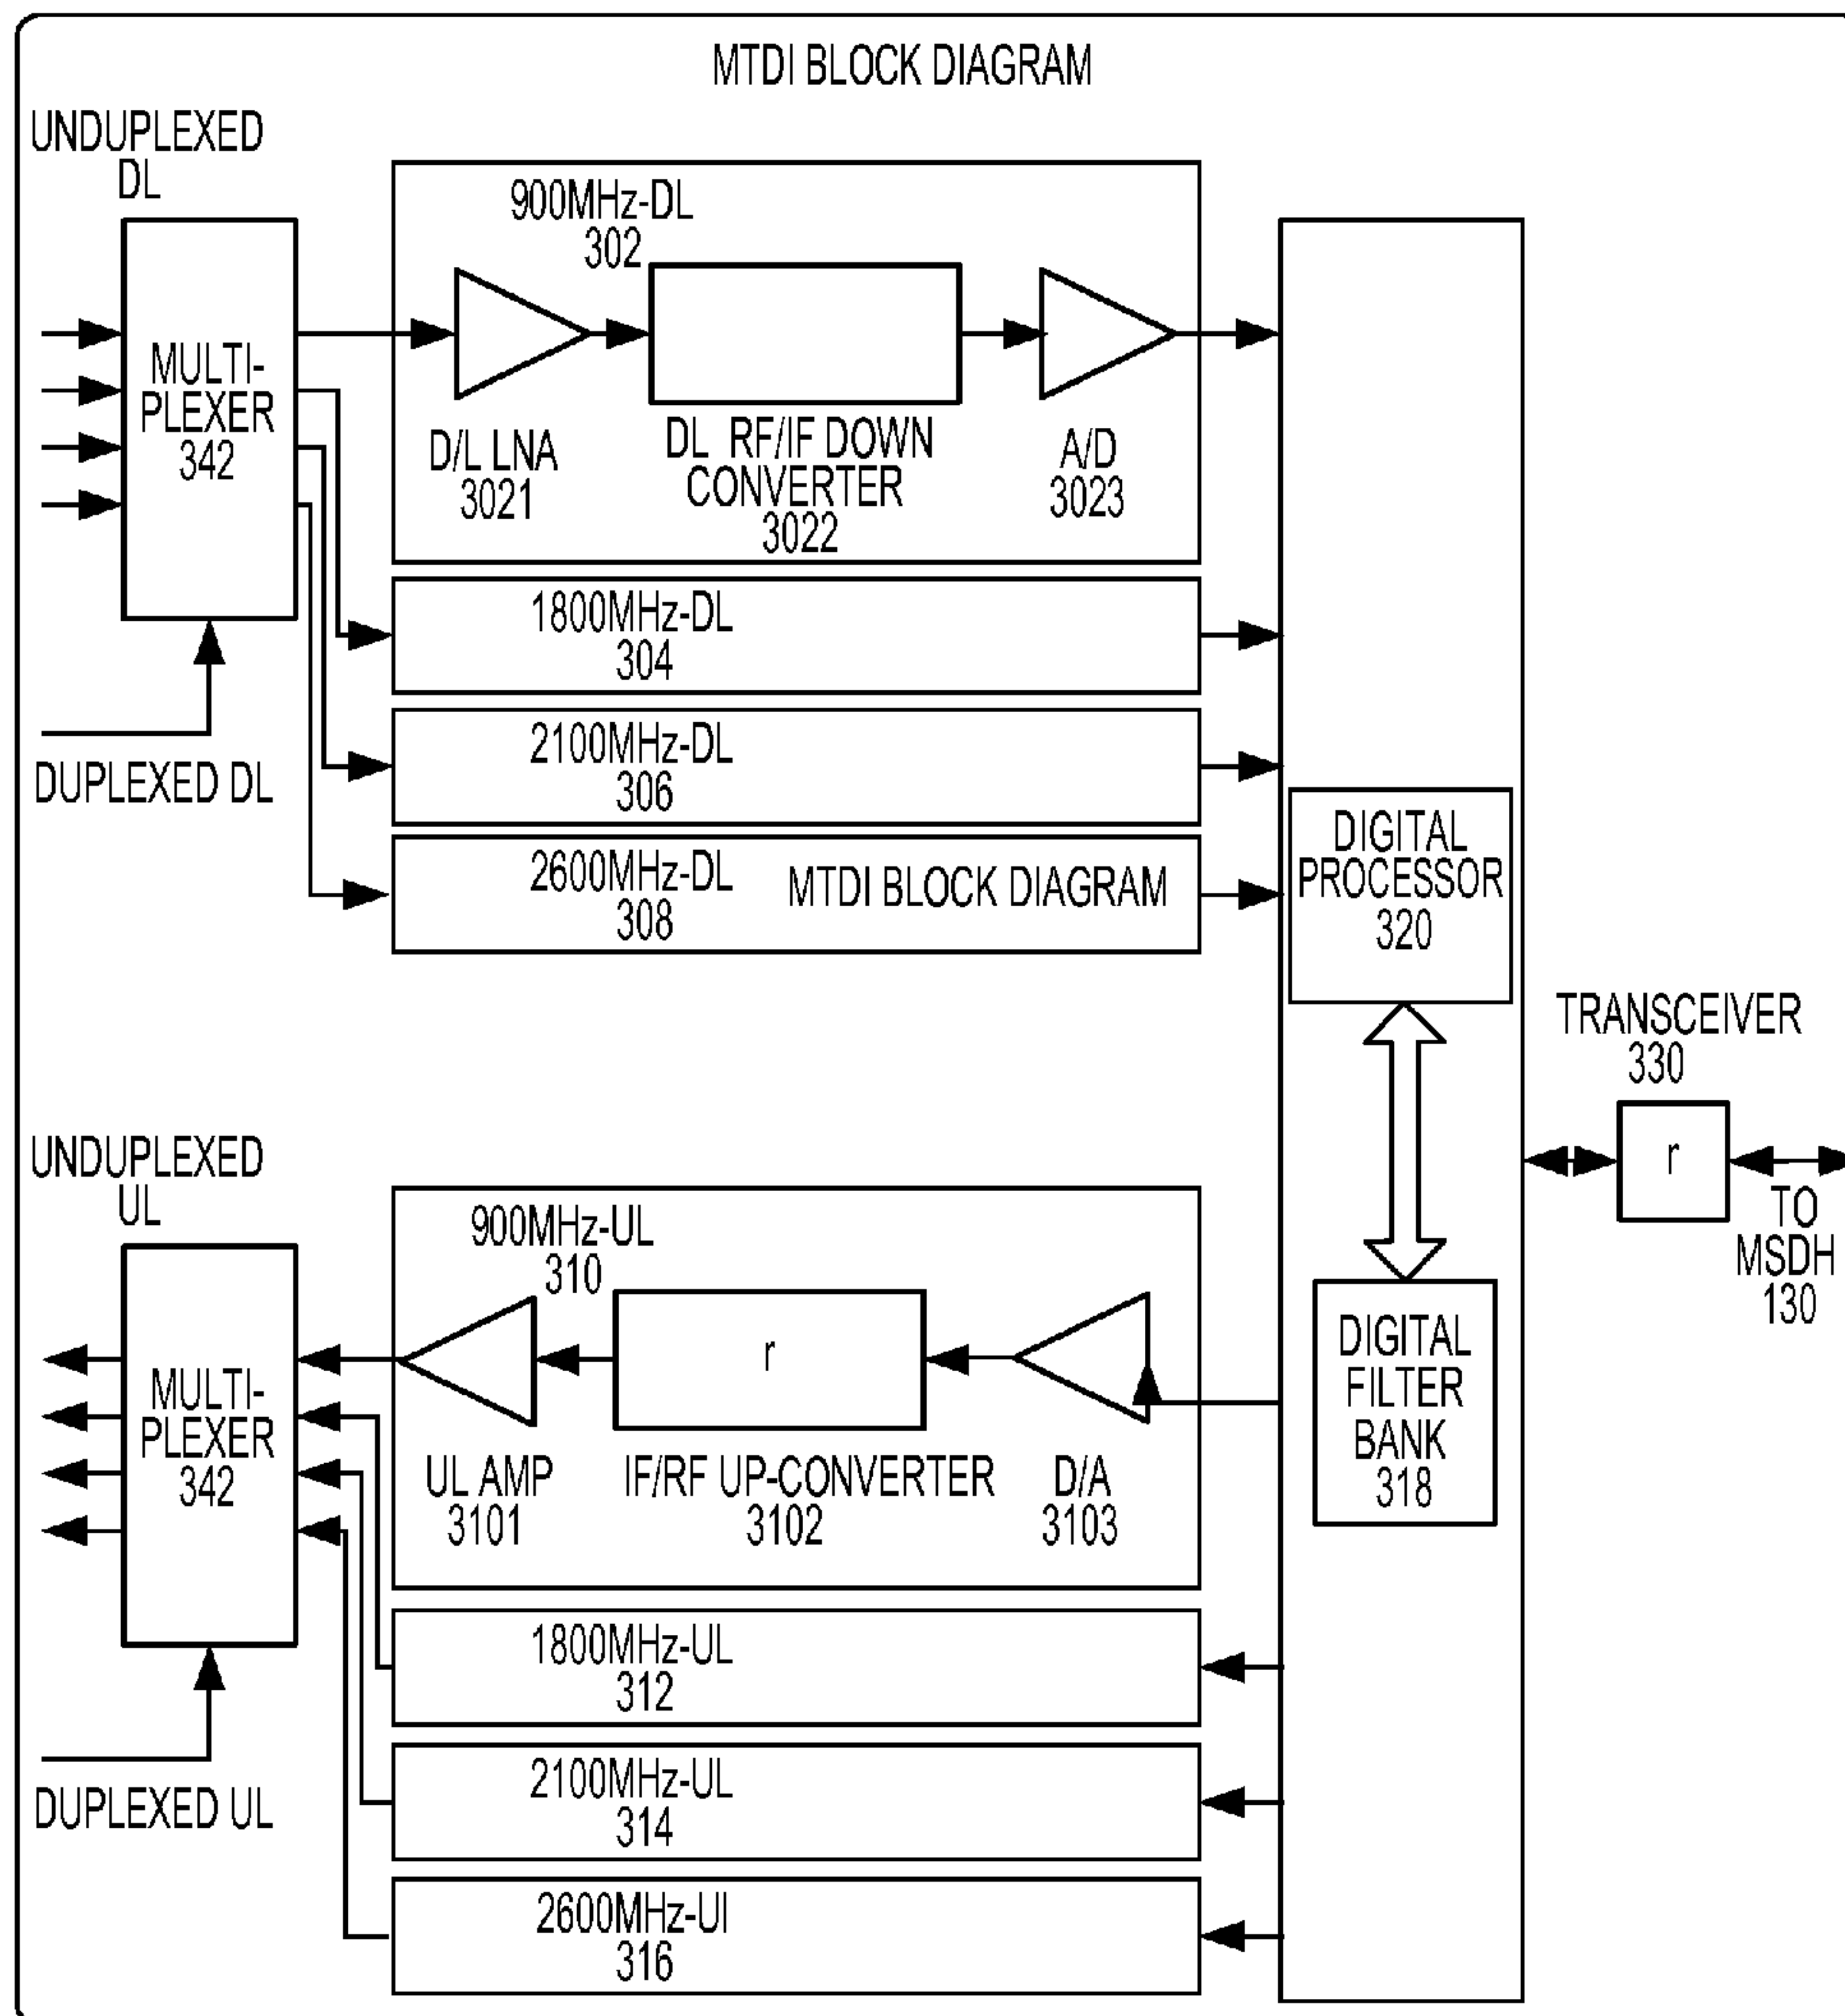 MTDI BLOCK DIAGRAM
UNDUPLEXED
DL
900MHz-DL
302
MULTI-
PLEXER
342
D/L LNA
3021
DL RF/IF DOWN
CONVERTER
3022
A/D
3023
1800MHz-DL
304
DUPLEXED DL
2100MHz-DL
306
2600MHz-DL
308
MTDI BLOCK DIAGRAM
DIGITAL
PROCESSOR
320
TRANSCEIVER
330
r
TO
MSDH
130
UNDUPLEXED
UL
900MHz-UL
310
r
MULTI-
PLEXER
342
UL AMP
3101
IF/RF UP-CONVERTER
3102
D/A
3103
DIGITAL
FILTER
BANK
318
1800MHz-UL
312
DUPLEXED UL
2100MHz-UL
314
2600MHz-UI
316